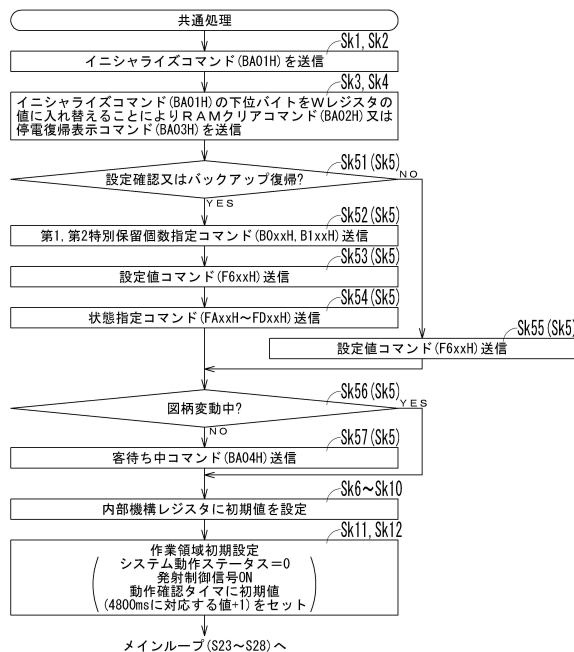 共通処理
Sk1, Sk2
イニシャライズコマンド(BA01H)を送信
Sk3, Sk4
イニシャライズコマンド(BA01H)の下位バイトをWレジスタの
値に入れ替えることによりRAMクリアコマンド(BA02H)又は
停電復帰表示コマンド(BA03H)を送信
Sk51(Sk5)
設定確認又はバックアップ復帰?
NO
YES
Sk52(Sk5)
第1,第2特別保留個数指定コマンド(B0xxH,B1xxH)送信
Sk53(Sk5)
設定値コマンド(F6xxH)送信
Sk54(Sk5)
状態指定コマンド(FAxxH～FDxxH)送信
Sk55(Sk5)
設定値コマンド(F6xxH)送信
Sk56(Sk5)
図柄変動中?
YES
NO
Sk57(Sk5)
客待ち中コマンド(BA04H)送信
Sk6～Sk10
内部機構レジスタに初期値を設定
Sk11, Sk12
作業領域初期設定
システム動作ステータス=0
発射制御信号ON
動作確認タイマに初期値
(4800msに対応する値+1)をセット
メインループ(S23～S28)へ